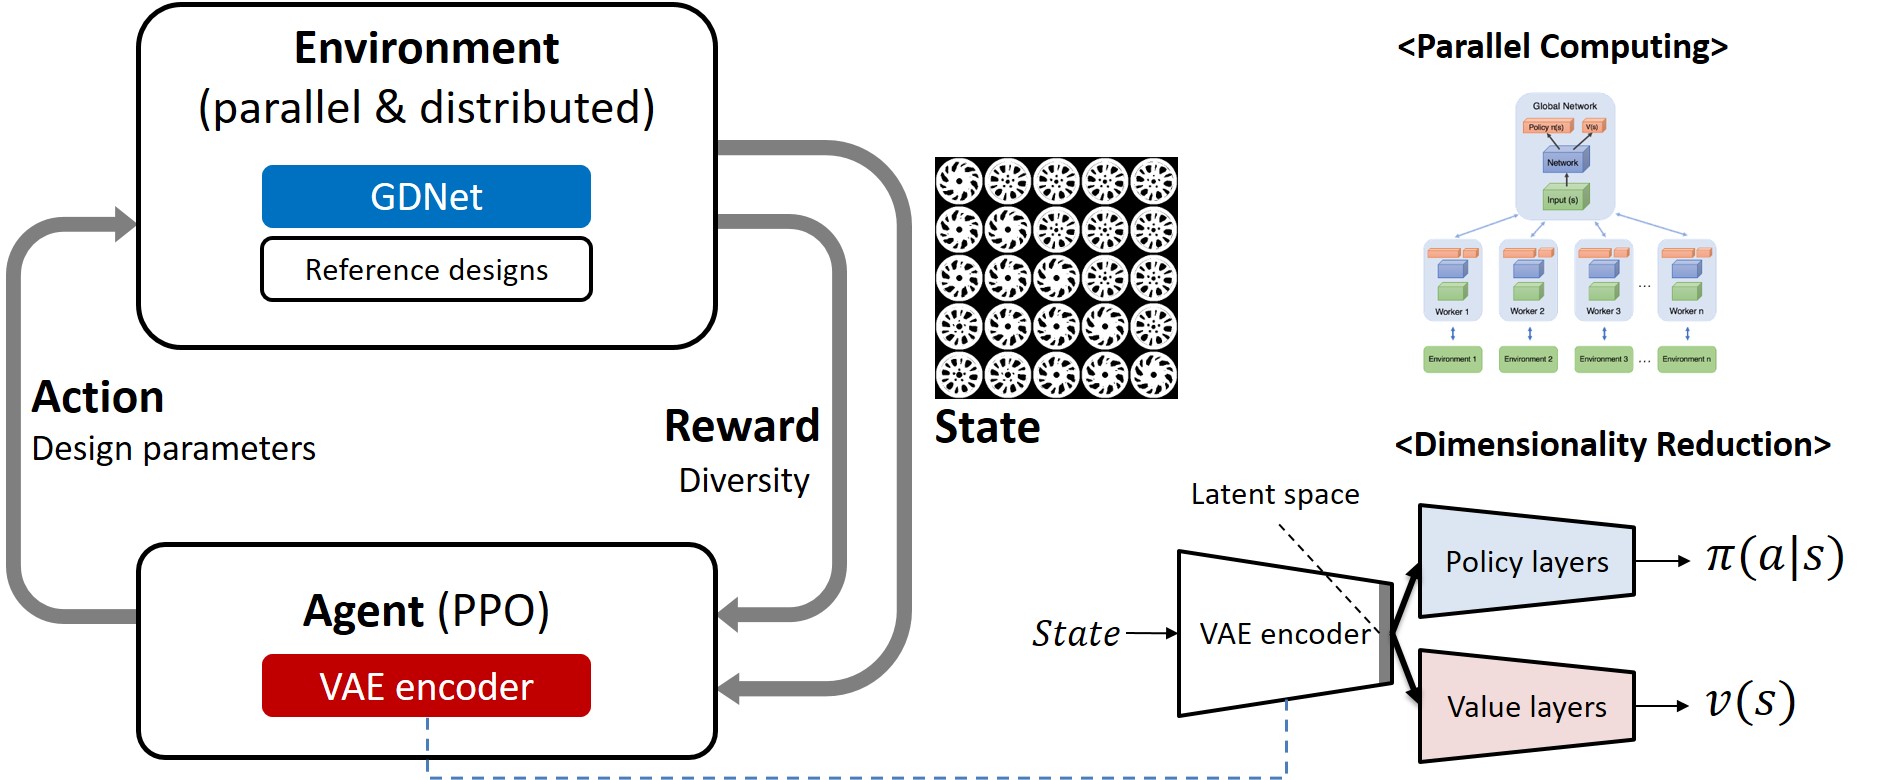 Environment
(parallel & distributed)
GDNet
Reference designs
Action
Design parameters
Reward
Diversity
State
Agent (PPO)
VAE encoder
<Parallel Computing>
Global Network
Policy π(s)
V(s)
Network
Input (s)
Worker 1
Worker 2
Worker 3
...
Worker n
Environment 1
Environment 2
Environment 3
...
Environment n
<Dimensionality Reduction>
Latent space
State
VAE encoder
Policy layers
π(a|s)
Value layers
v(s)